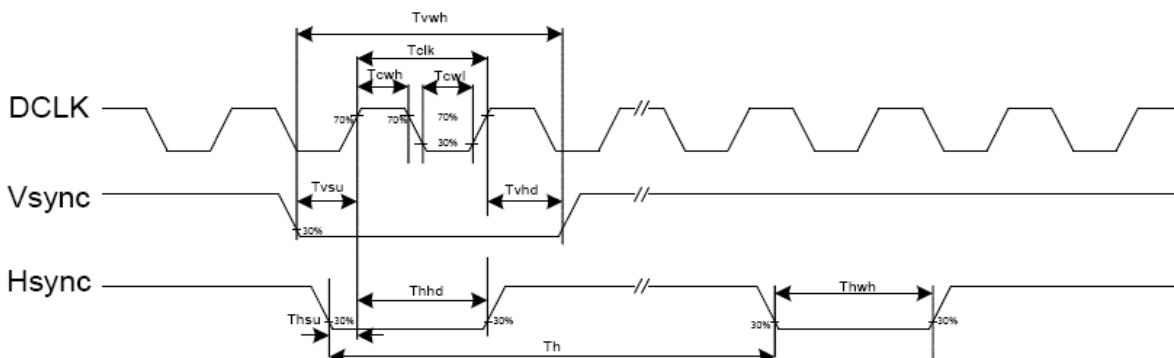 Tvwh
Tclk
Tcwh Tcwl
DCLK
70% 70% 70%
30%
Tvsu Tvhd
Vsync
30%
Hsync
Thhd Thwh
Thsu 30% 30% 30% 30%
Th